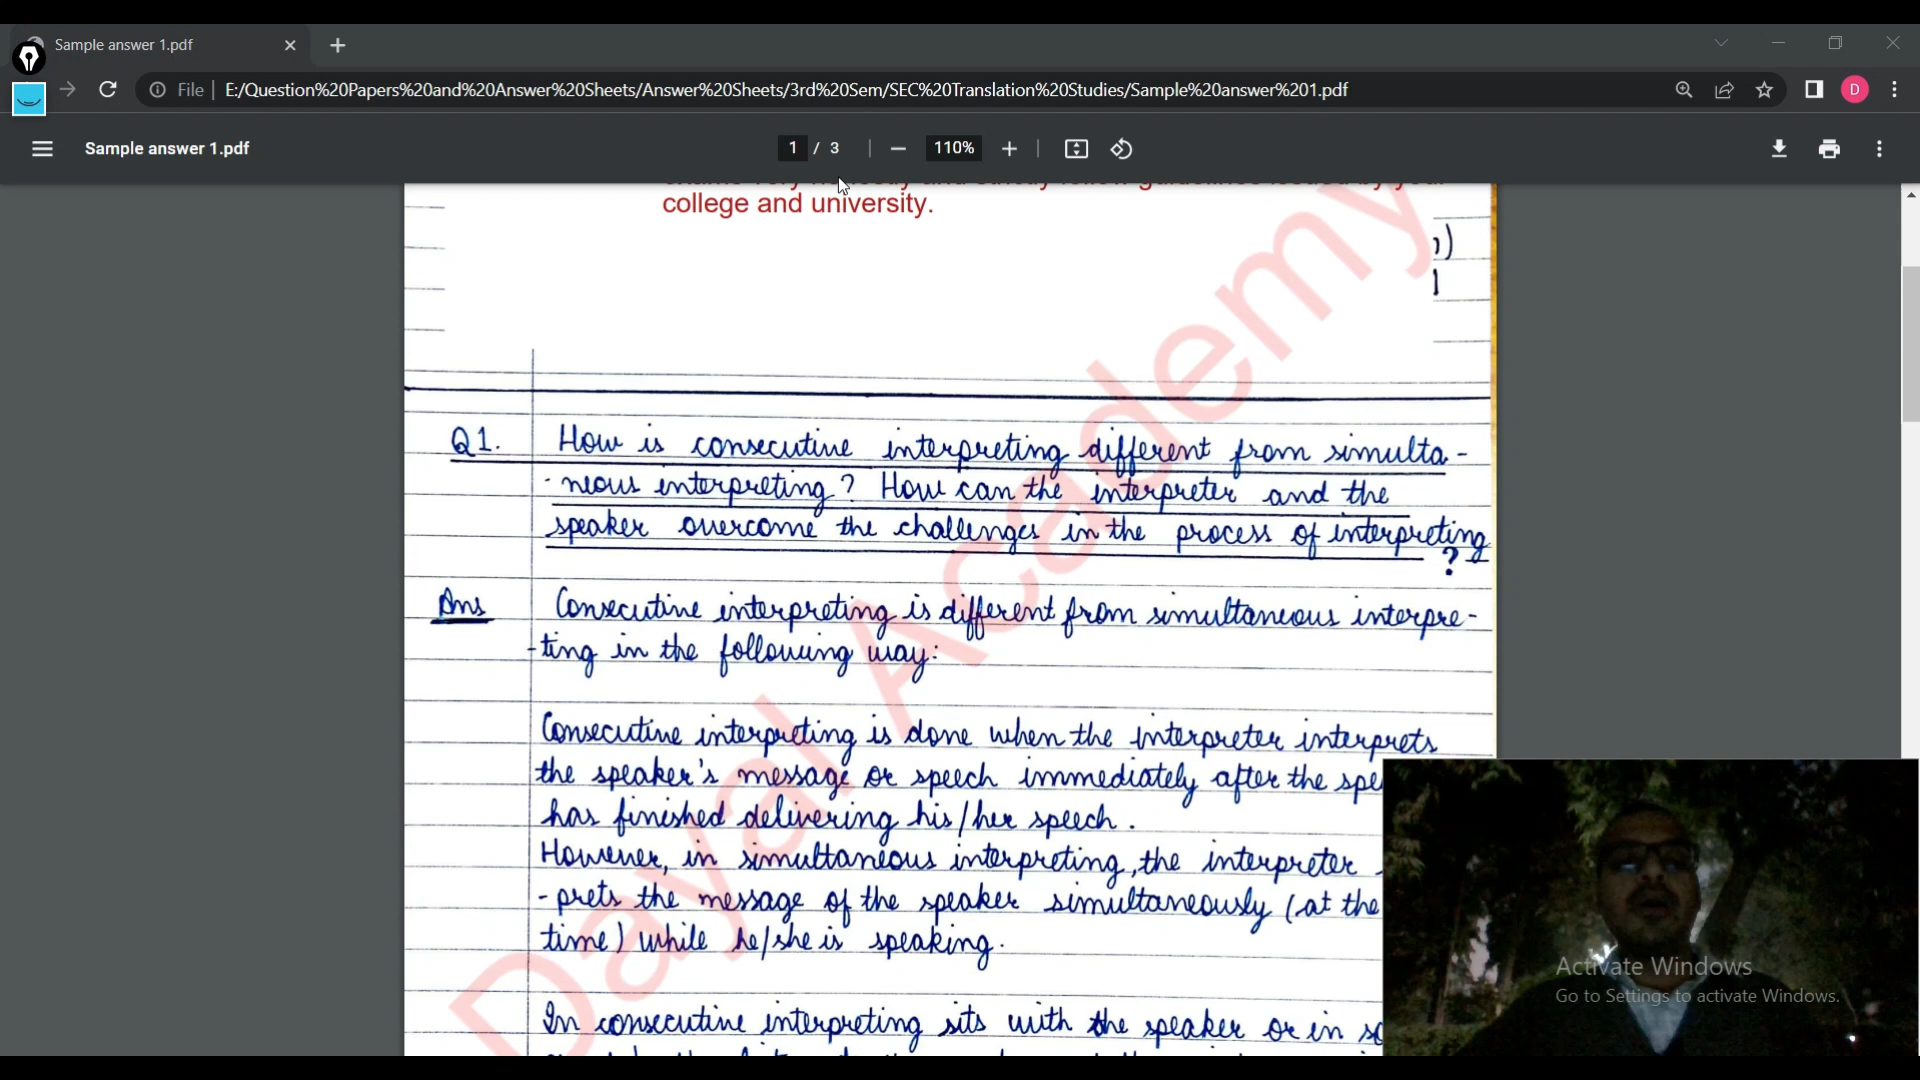 Sample answer 1.pdf
File
E:/Question%20Papers%20and%20Answer%20Sheets/Answer%20Sheets/3rd%20Sem/SEC%20Translation%20Studies/Sample%20answer%201.pdf
D
Sample answer 1.pdf
1 / 3
110%
college and university.
Q1. How is consecutive interpreting different from simulta -
- neous interpreting? How can the interpreter and the
speaker overcome the challenges in the process of interpreting
?
Ans Consecutive interpreting is different from simultaneous interpre -
- ting in the following way:
Consecutive interpreting is done when the interpreter interprets
the speaker's message or speech immediately after the spe
has finished delivering his/her speech.
However, in simultaneous interpreting, the interpreter
- prets the message of the speaker simultaneously (at the
time) while he/she is speaking.
In consecutive interpreting sits with the speaker or in so
Dayal Academy
Activate Windows
Go to Settings to activate Windows.